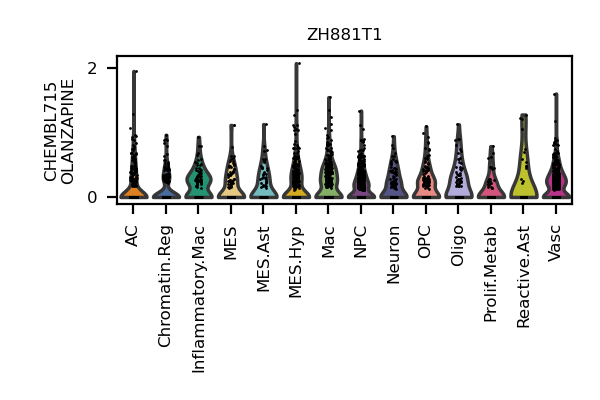 ZH881T1
CHEMBL715
OLANZAPINE
2
0
AC
Chromatin.Reg
Inflammatory.Mac
MES
MES.Ast
MES.Hyp
Mac
NPC
Neuron
OPC
Oligo
Prolif.Metab
Reactive.Ast
Vasc